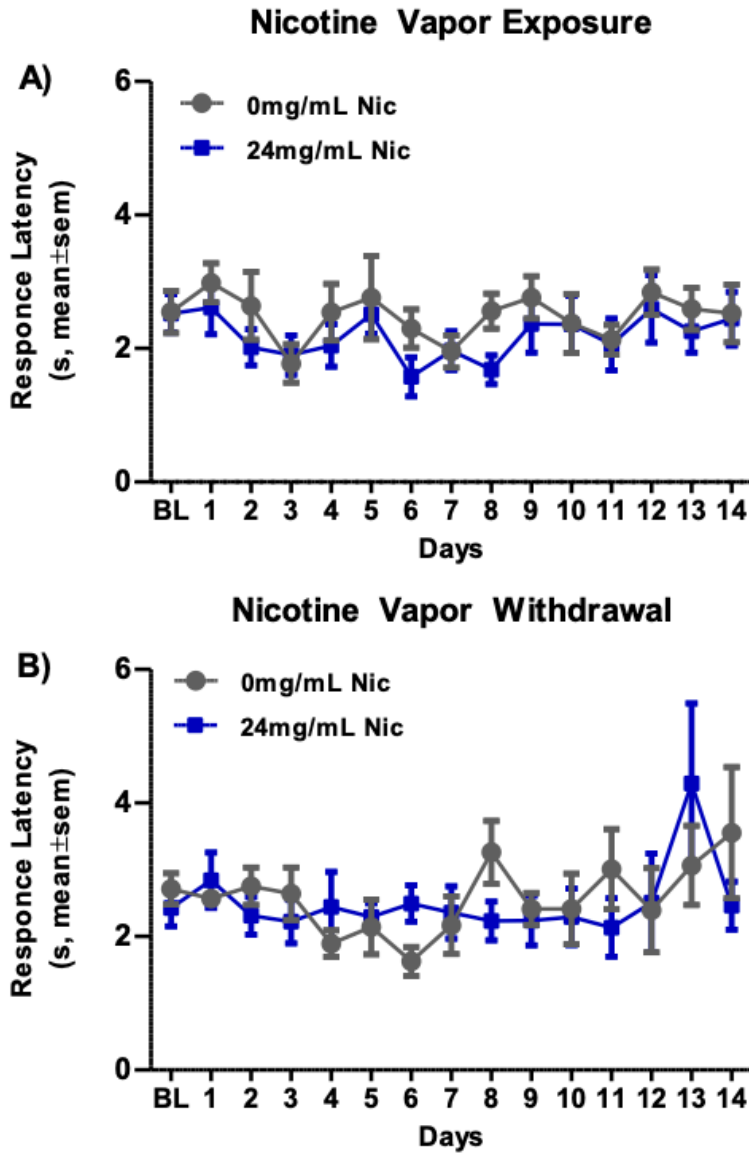 Nicotine Vapor Exposure
A)
6
0mg/mL Nic
24mg/mL Nic
4
2
0
Responce Latency
(s, mean±sem)
BL 1 2 3 4 5 6 7 8 9 10 11 12 13 14
Days
Nicotine Vapor Withdrawal
B)
6
0mg/mL Nic
24mg/mL Nic
4
2
0
Responce Latency
(s, mean±sem)
BL 1 2 3 4 5 6 7 8 9 10 11 12 13 14
Days